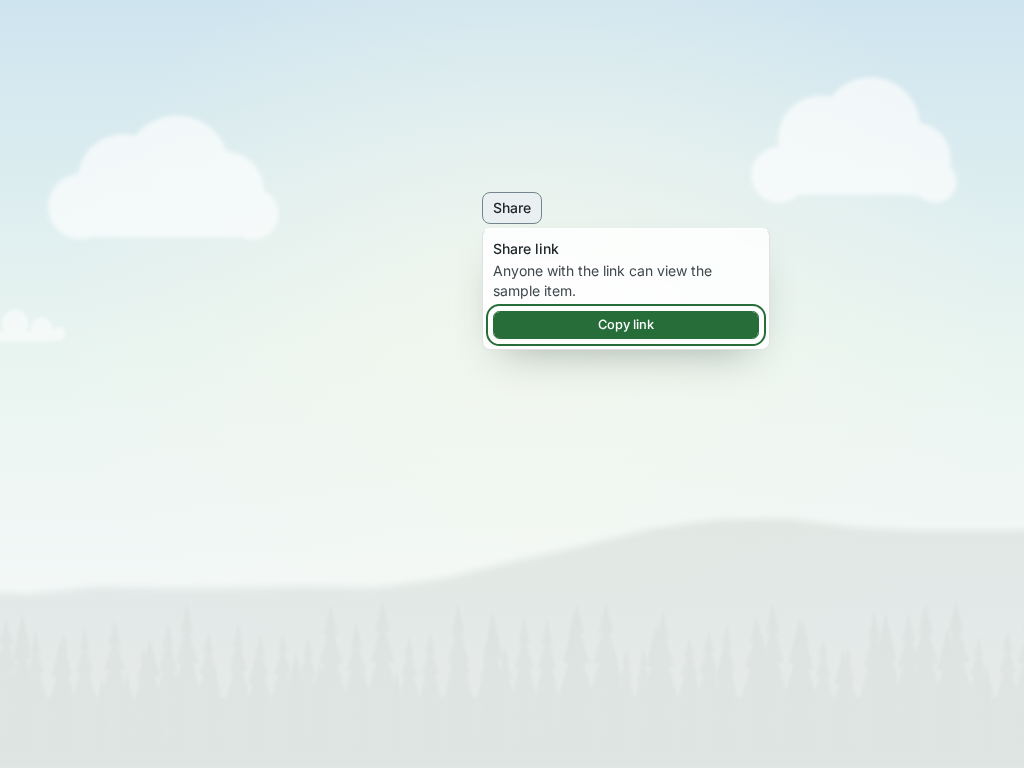 Share
Share link
Anyone with the link can view the
sample item.
Copy link